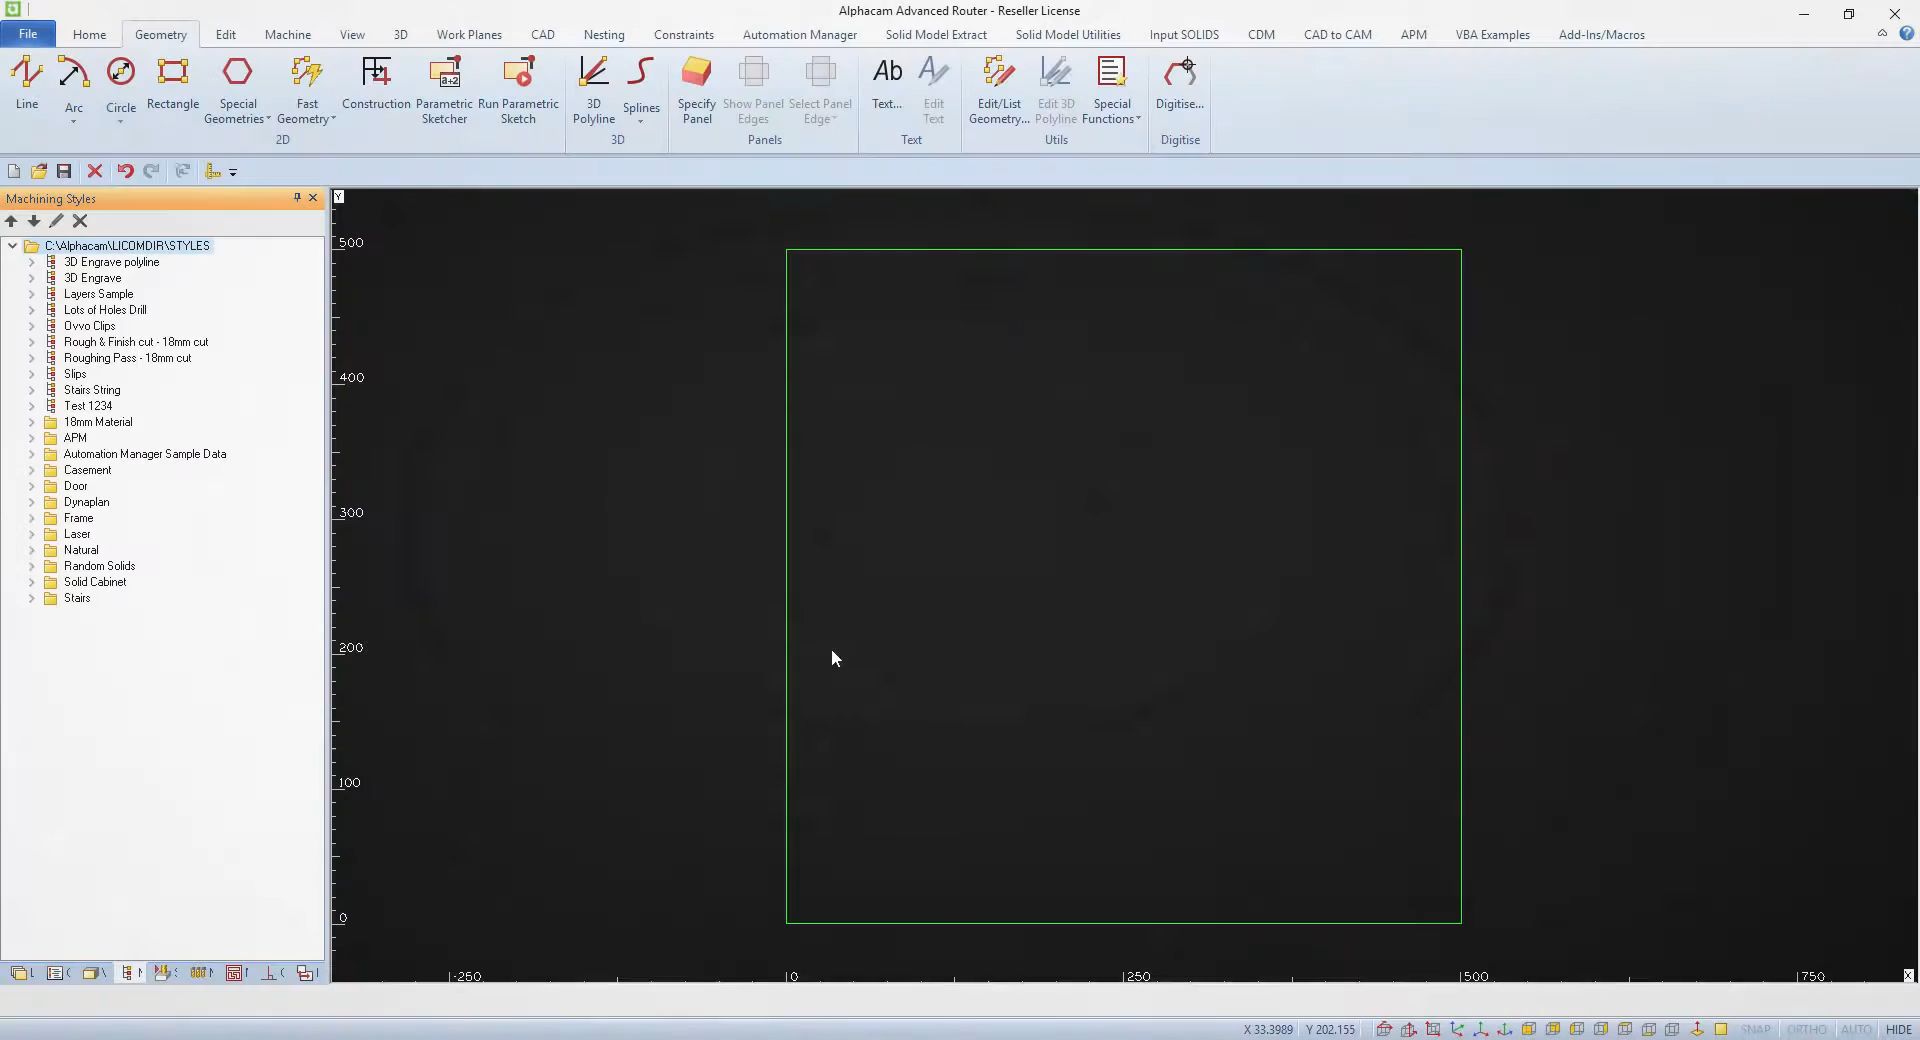 Alphacam Advanced Router - Reseller License
File Home Geometry Edit Machine View 3D Work Planes CAD Nesting Constraints Automation Manager Solid Model Extract Solid Model Utilities Input SOLIDS CDM CAD to CAM APM VBA Examples Add-Ins/Macros
Line
Arc
Circle
Rectangle
Special
Geometries
Fast
Geometry
Construction
Parametric
Sketcher
Run Parametric
Sketch
2D
3D
Polyline
Splines
3D
Specify
Panel
Show Panel
Edges
Select Panel
Edge
Panels
Ab
Text...
Edit
Text
Text
Edit/List
Geometry...
Edit 3D
Polyline
Special
Functions
Utils
Digitise...
Digitise
Machining Styles
C:\Alphacam\LICOMDIR\STYLES
3D Engrave polyline
3D Engrave
Layers Sample
Lots of Holes Drill
Ovvo Clips
Rough & Finish cut - 18mm cut
Roughing Pass - 18mm cut
Slips
Stairs String
Test 1234
18mm Material
APM
Automation Manager Sample Data
Casement
Door
Dynaplan
Frame
Laser
Natural
Random Solids
Solid Cabinet
Stairs
Y
500
400
300
200
100
0
-250 0 250 500 750 X
X 33.3989 Y 202.155 SNAP ORTHO AUTO HIDE